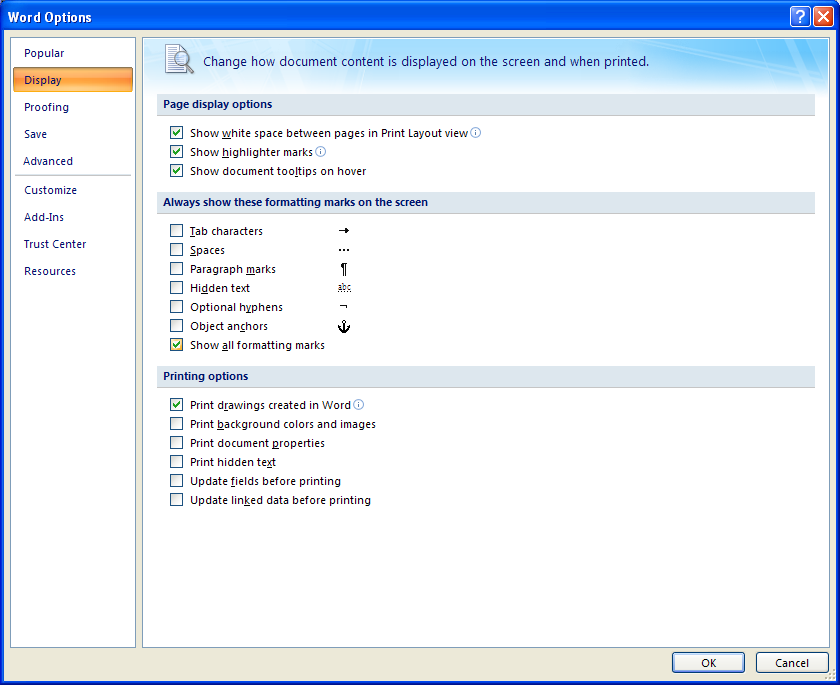 Word Options
Popular
Display
Proofing
Save
Advanced
Customize
Add-Ins
Trust Center
Resources
Change how document content is displayed on the screen and when printed.
Page display options
Show white space between pages in Print Layout view
Show highlighter marks
Show document tooltips on hover
Always show these formatting marks on the screen
Tab characters →
Spaces ···
Paragraph marks ¶
Hidden text abc
Optional hyphens ¬
Object anchors ⚓
Show all formatting marks
Printing options
Print drawings created in Word
Print background colors and images
Print document properties
Print hidden text
Update fields before printing
Update linked data before printing
OK
Cancel